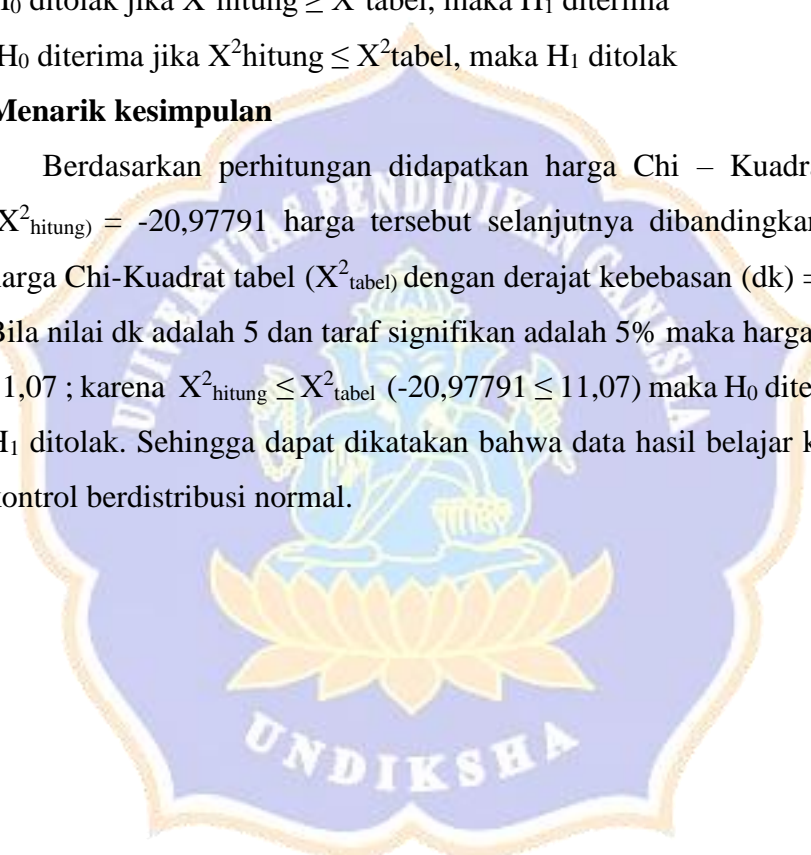 H₀ ditolak jika X²hitung ≥ X²tabel, maka H₁ diterima
H₀ diterima jika X²hitung ≤ X²tabel, maka H₁ ditolak
Menarik kesimpulan
Berdasarkan perhitungan didapatkan harga Chi – Kuadra
X²hitung) = -20,97791 harga tersebut selanjutnya dibandingkan
harga Chi-Kuadrat tabel (X²tabel) dengan derajat kebebasan (dk) =
Bila nilai dk adalah 5 dan taraf signifikan adalah 5% maka harga
1,07 ; karena X²hitung ≤ X²tabel (-20,97791 ≤ 11,07) maka H₀ dite
H₁ ditolak. Sehingga dapat dikatakan bahwa data hasil belajar k
kontrol berdistribusi normal.
UNIVERSITAS PENDIDIKAN GANESHA
UNDIKSHA